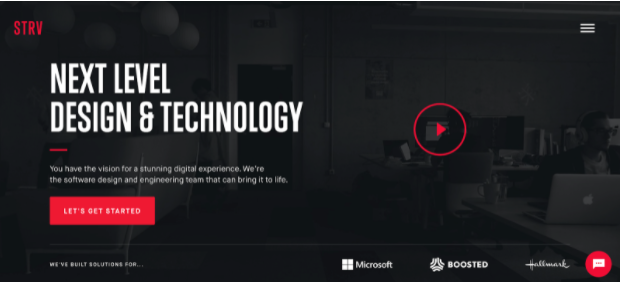 STRV
NEXT LEVEL
DESIGN & TECHNOLOGY
You have the vision for a stunning digital experience. We're
the software design and engineering team that can bring it to life.
LET'S GET STARTED
WE'VE BUILT SOLUTIONS FOR...
Microsoft
BOOSTED
Hallmark